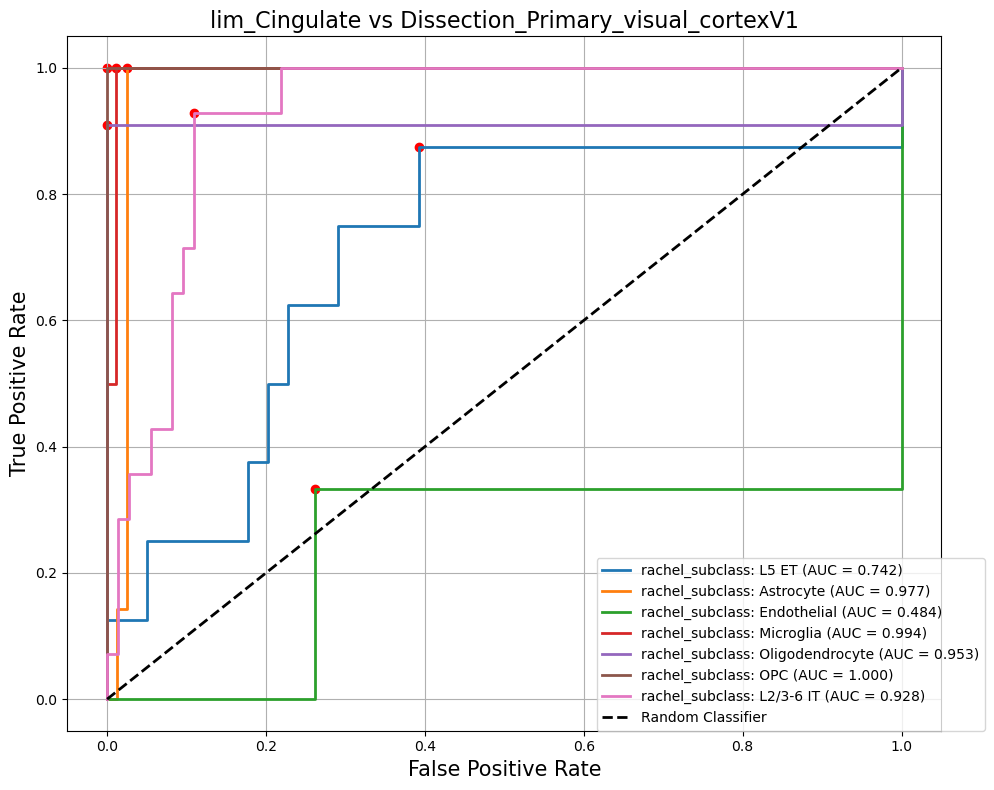 lim_Cingulate vs Dissection_Primary_visual_cortexV1
True Positive Rate
1.0
0.8
0.6
0.4
0.2
0.0
0.0 0.2 0.4 0.6 0.8 1.0
False Positive Rate
rachel_subclass: L5 ET (AUC = 0.742)
rachel_subclass: Astrocyte (AUC = 0.977)
rachel_subclass: Endothelial (AUC = 0.484)
rachel_subclass: Microglia (AUC = 0.994)
rachel_subclass: Oligodendrocyte (AUC = 0.953)
rachel_subclass: OPC (AUC = 1.000)
rachel_subclass: L2/3-6 IT (AUC = 0.928)
Random Classifier